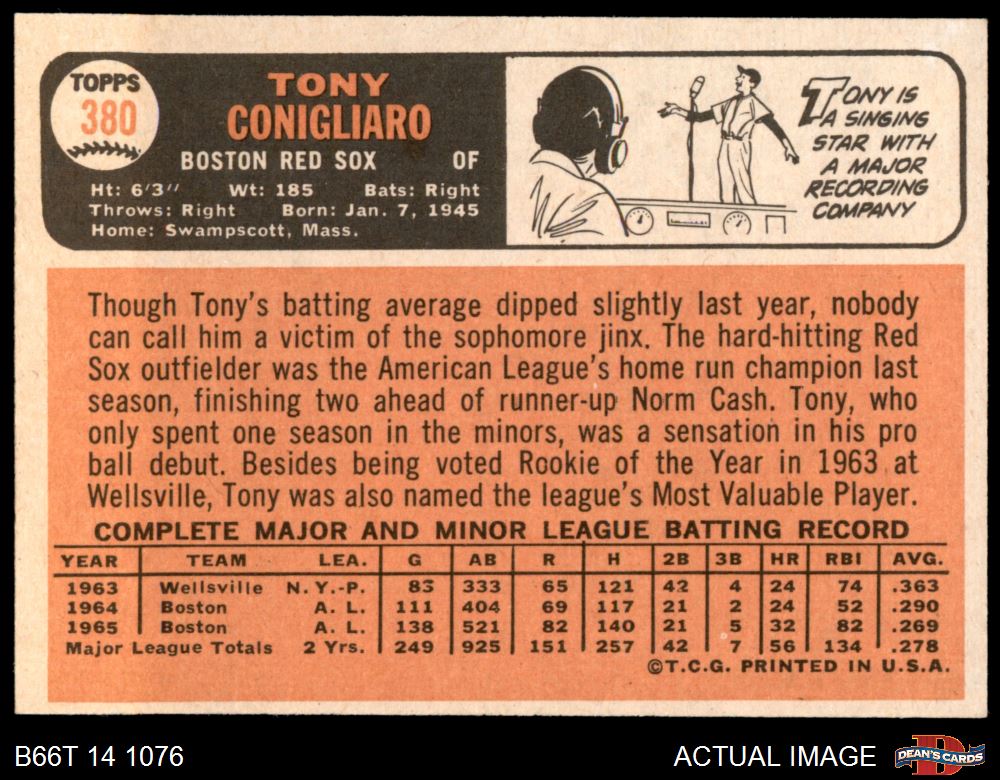 TOPPS
380
TONY
CONIGLIARO
BOSTON RED SOX OF
Ht: 6'3" Wt: 185 Bats: Right
Throws: Right Born: Jan. 7, 1945
Home: Swampscott, Mass.
TONY IS
A SINGING
STAR WITH
A MAJOR
RECORDING
COMPANY
Though Tony's batting average dipped slightly last year, nobody
can call him a victim of the sophomore jinx. The hard-hitting Red
Sox outfielder was the American League's home run champion last
season, finishing two ahead of runner-up Norm Cash. Tony, who
only spent one season in the minors, was a sensation in his pro
ball debut. Besides being voted Rookie of the Year in 1963 at
Wellsville, Tony was also named the league's Most Valuable Player.
COMPLETE MAJOR AND MINOR LEAGUE BATTING RECORD
YEAR TEAM LEA. G AB R H 2B 3B HR RBI AVG.
1963 Wellsville N.Y.-P. 83 333 65 121 42 4 24 74 .363
1964 Boston A. L. 111 404 69 117 21 2 24 52 .290
1965 Boston A. L. 138 521 82 140 21 5 32 82 .269
Major League Totals 2 Yrs. 249 925 151 257 42 7 56 134 .278
©T.C.G. PRINTED IN U.S.A.
B66T 14 1076
ACTUAL IMAGE
DEAN'S CARDS